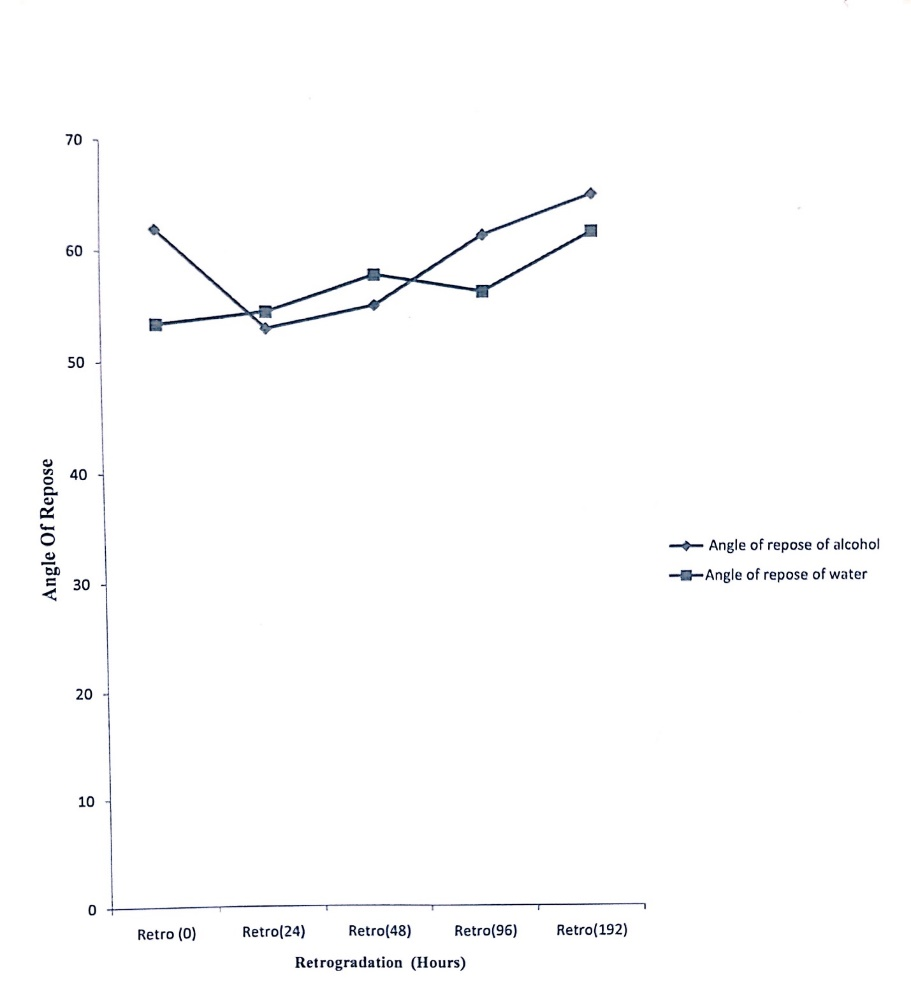 70
60
50
40
30
20
10
0
Angle Of Repose
Retro (0) Retro(24) Retro(48) Retro(96) Retro(192)
Retrogradation (Hours)
Angle of repose of alcohol
Angle of repose of water